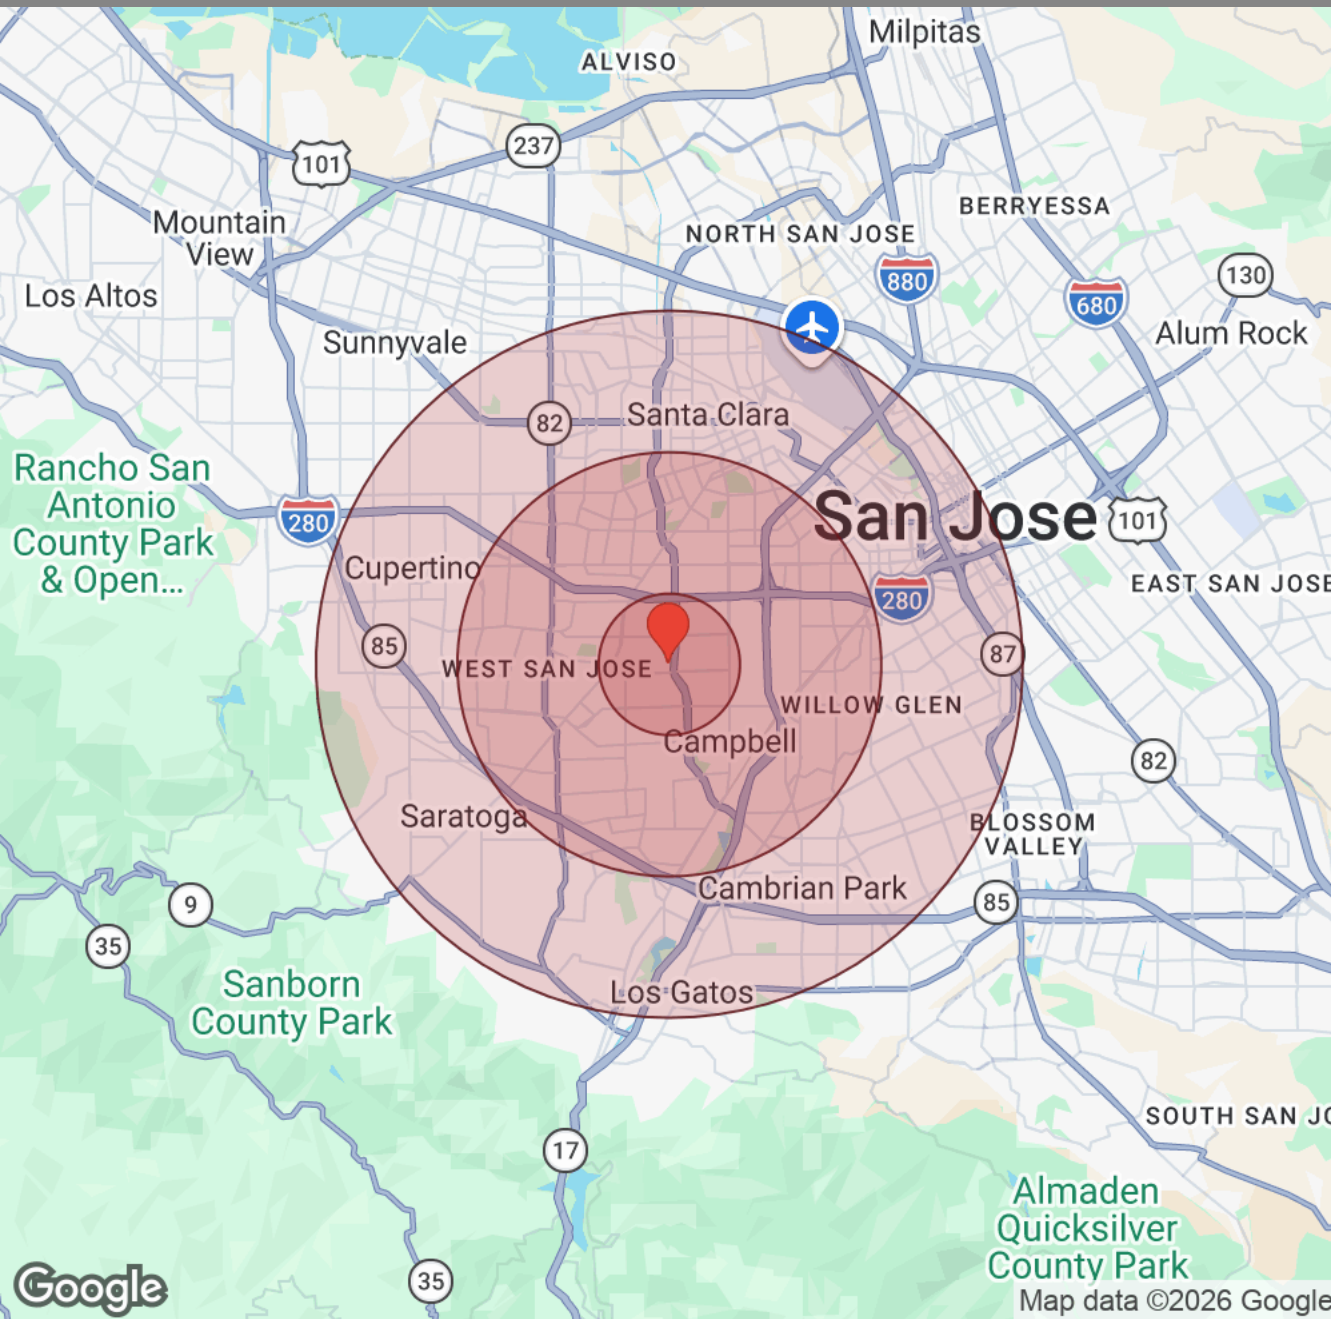 Milpitas
ALVISO
237
101
BERRYESSA
Mountain
View
NORTH SAN JOSE
880
130
680
Los Altos
Sunnyvale
Alum Rock
82
Santa Clara
Rancho San
Antonio
County Park
& Open...
280
San Jose
101
Cupertino
280
EAST SAN JOSE
85
WEST SAN JOSE
87
WILLOW GLEN
Campbell
82
Saratoga
BLOSSOM
VALLEY
Cambrian Park
85
9
35
Sanborn
County Park
Los Gatos
SOUTH SAN JO
17
Almaden
Quicksilver
County Park
35
Google
Map data ©2026 Google